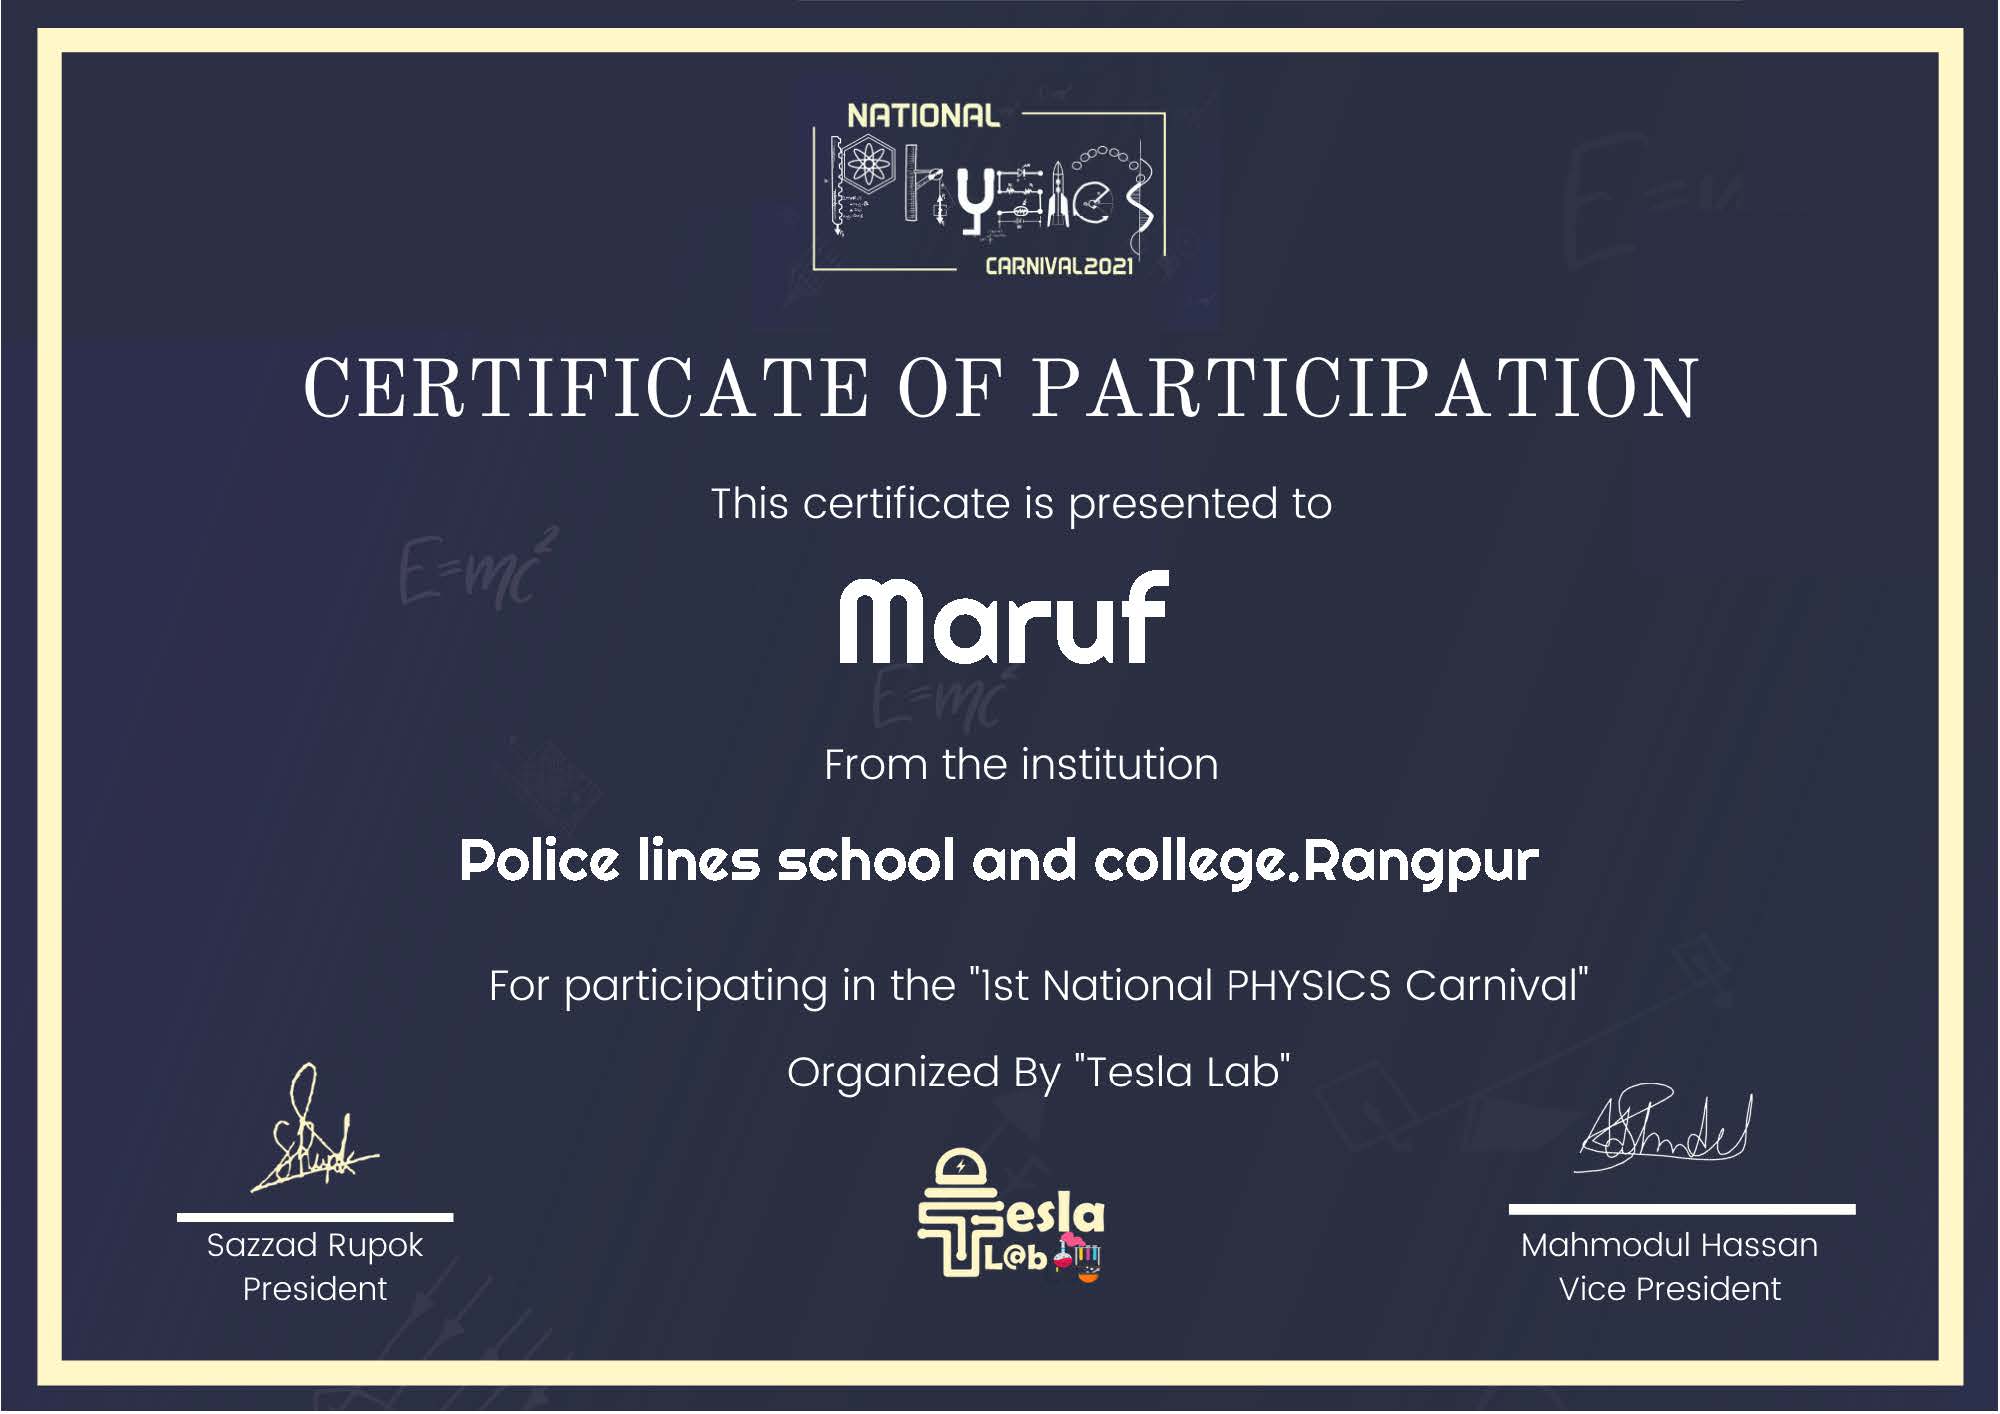 NATIONAL
PHYSICS
CARNIVAL2021
CERTIFICATE OF PARTICIPATION
This certificate is presented to
E=mc²
Maruf
E=mc²
From the institution
Police lines school and college.Rangpur
For participating in the "1st National PHYSICS Carnival"
Organized By "Tesla Lab"
Tesla
L@b
Sazzad Rupok
President
Mahmodul Hassan
Vice President